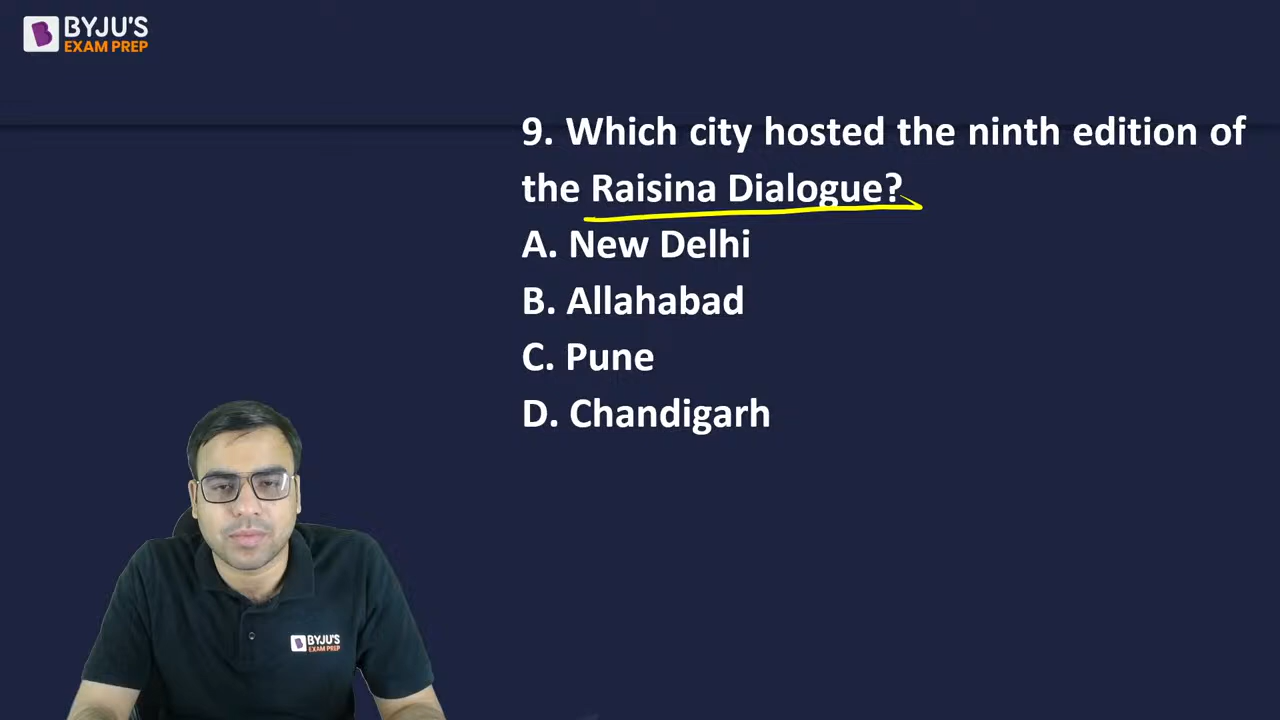 BYJU'S
EXAM PREP
9. Which city hosted the ninth edition of
the Raisina Dialogue?
A. New Delhi
B. Allahabad
C. Pune
D. Chandigarh
BYJU'S
EXAM PREP